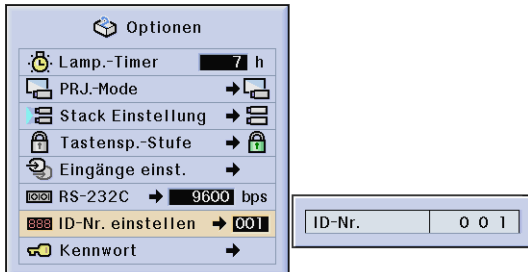 Optionen
Lamp.-Timer 7 h
PRJ.-Mode
Stack Einstellung
Tastensp.-Stufe
Eingänge einst.
RS-232C 9600 bps
888 ID-Nr. einstellen 001
Kennwort
ID-Nr. 0 0 1